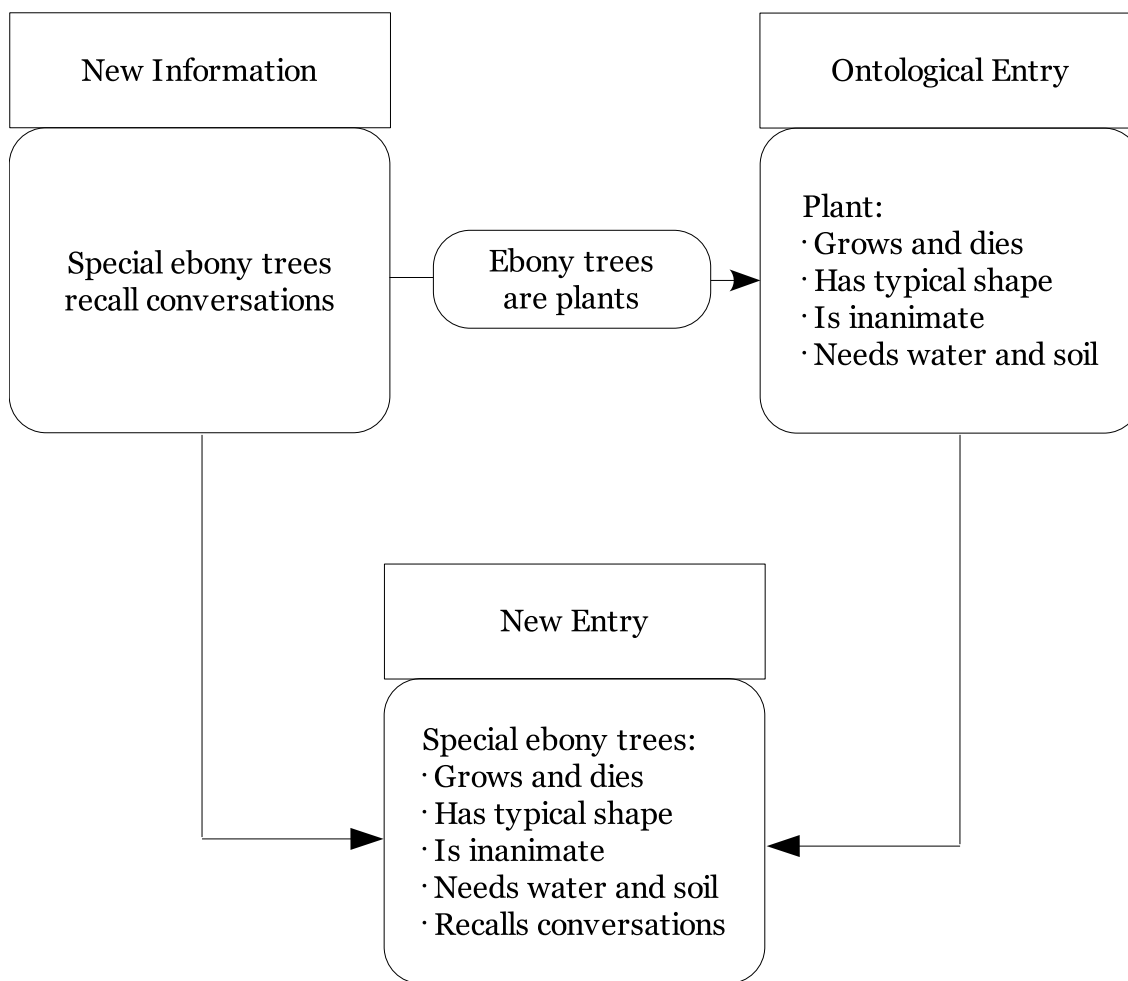 New Information
Special ebony trees
recall conversations
Ebony trees
are plants
Ontological Entry
Plant:
· Grows and dies
· Has typical shape
· Is inanimate
· Needs water and soil
New Entry
Special ebony trees:
· Grows and dies
· Has typical shape
· Is inanimate
· Needs water and soil
· Recalls conversations